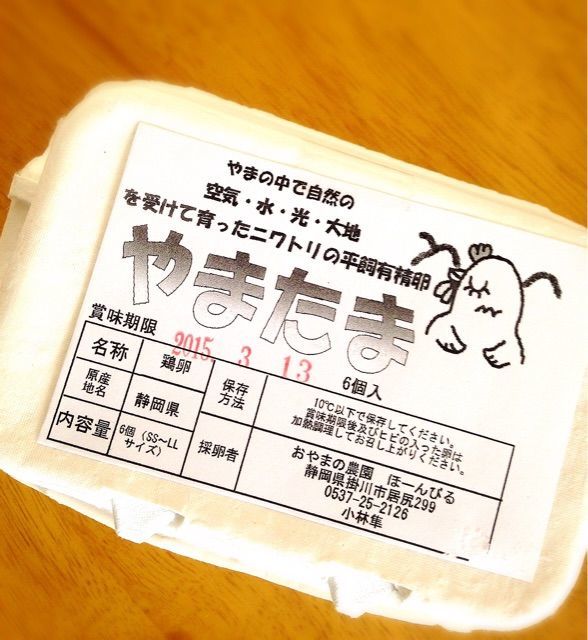 やまの中で自然の
空気・水・光・大地
を受けて育ったニワトリの平飼有精卵
やまたま
賞味期限
2015. 3. 13
6個入
名称
鶏卵
原産地名
静岡県
内容量
6個（SS～LLサイズ）
保存方法
10℃以下で保存してください。
賞味期限後及びヒビの入った卵は
加熱調理してお召し上がりください。
採卵者
おやまの農園 ほーんびる
静岡県掛川市居尻299
0537-25-2126
小林隼